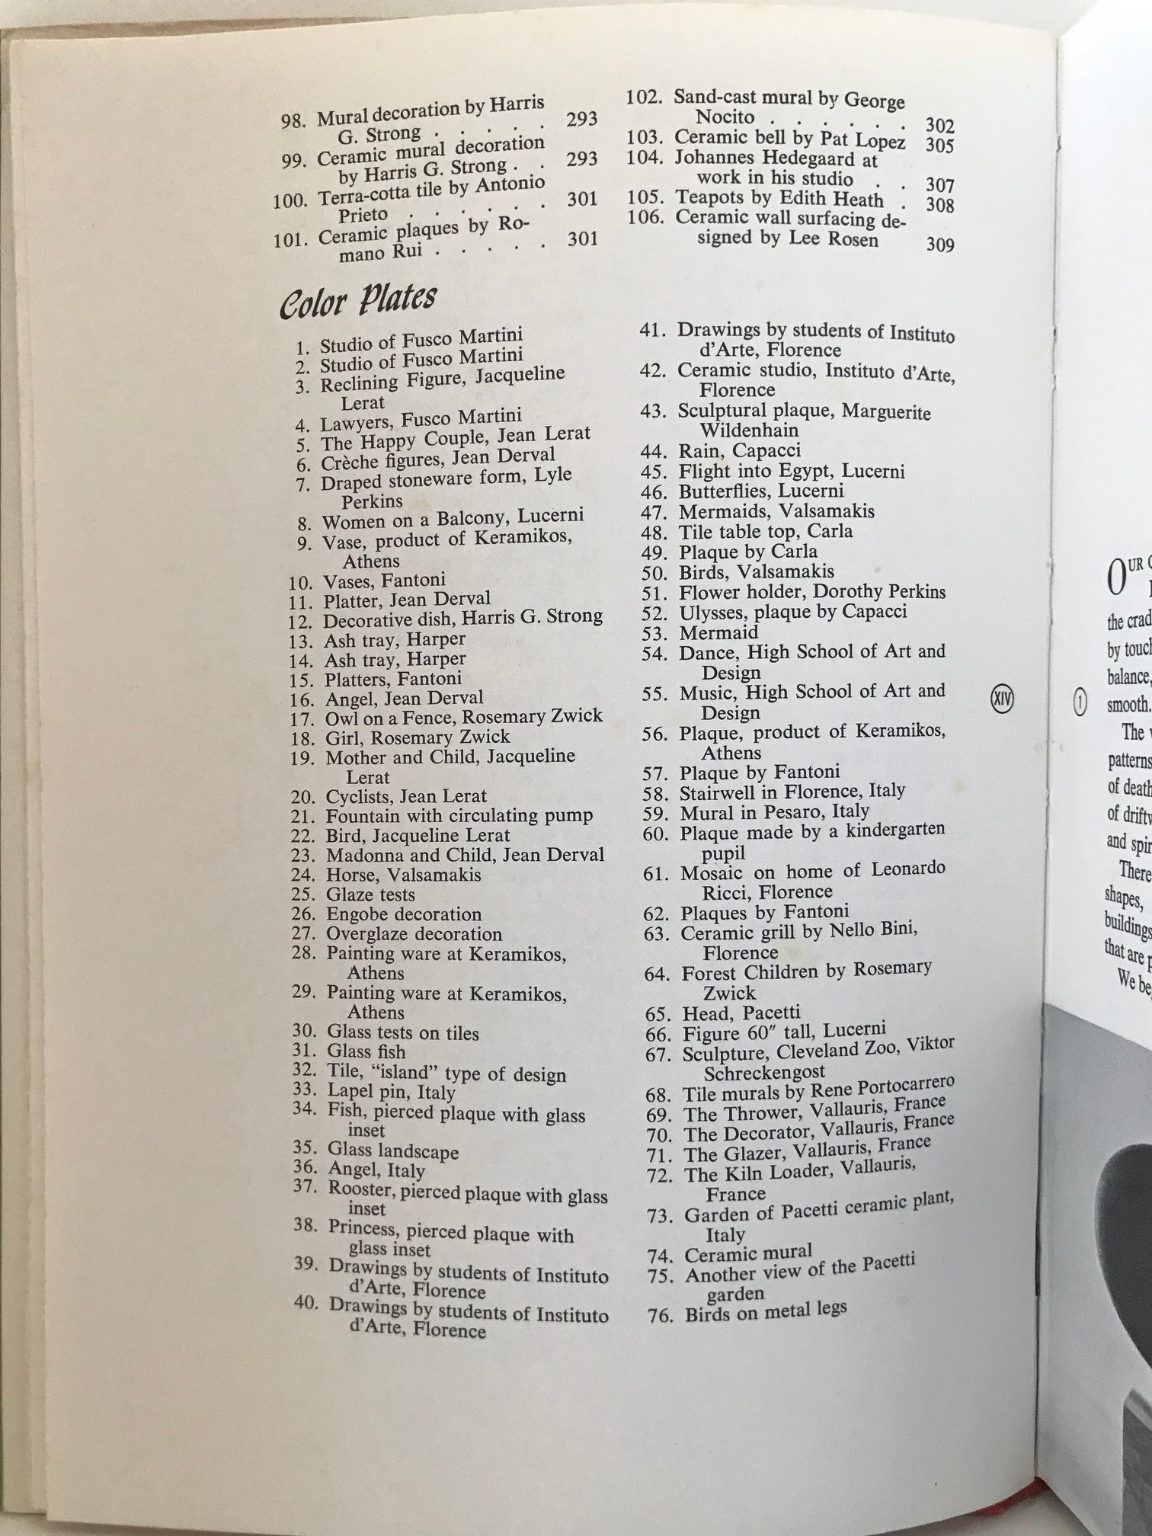 98. Mural decoration by Harris
G. Strong . . . . . 293
99. Ceramic mural decoration
by Harris G. Strong . . 293
100. Terra-cotta tile by Antonio
Prieto . . . . . . 301
101. Ceramic plaques by Ro-
mano Rui . . . . . 301
102. Sand-cast mural by George
Nocito . . . . . . 302
103. Ceramic bell by Pat Lopez 305
104. Johannes Hedegaard at
work in his studio . . 307
105. Teapots by Edith Heath . 308
106. Ceramic wall surfacing de-
signed by Lee Rosen 309
Color Plates
1. Studio of Fusco Martini
2. Studio of Fusco Martini
3. Reclining Figure, Jacqueline
Lerat
4. Lawyers, Fusco Martini
5. The Happy Couple, Jean Lerat
6. Crèche figures, Jean Derval
7. Draped stoneware form, Lyle
Perkins
8. Women on a Balcony, Lucerni
9. Vase, product of Keramikos,
Athens
10. Vases, Fantoni
11. Platter, Jean Derval
12. Decorative dish, Harris G. Strong
13. Ash tray, Harper
14. Ash tray, Harper
15. Platters, Fantoni
16. Angel, Jean Derval
17. Owl on a Fence, Rosemary Zwick
18. Girl, Rosemary Zwick
19. Mother and Child, Jacqueline
Lerat
20. Cyclists, Jean Lerat
21. Fountain with circulating pump
22. Bird, Jacqueline Lerat
23. Madonna and Child, Jean Derval
24. Horse, Valsamakis
25. Glaze tests
26. Engobe decoration
27. Overglaze decoration
28. Painting ware at Keramikos,
Athens
29. Painting ware at Keramikos,
Athens
30. Glass tests on tiles
31. Glass fish
32. Tile, “island” type of design
33. Lapel pin, Italy
34. Fish, pierced plaque with glass
inset
35. Glass landscape
36. Angel, Italy
37. Rooster, pierced plaque with glass
inset
38. Princess, pierced plaque with
glass inset
39. Drawings by students of Instituto
d’Arte, Florence
40. Drawings by students of Instituto
d’Arte, Florence
41. Drawings by students of Instituto
d’Arte, Florence
42. Ceramic studio, Instituto d’Arte,
Florence
43. Sculptural plaque, Marguerite
Wildenhain
44. Rain, Capacci
45. Flight into Egypt, Lucerni
46. Butterflies, Lucerni
47. Mermaids, Valsamakis
48. Tile table top, Carla
49. Plaque by Carla
50. Birds, Valsamakis
51. Flower holder, Dorothy Perkins
52. Ulysses, plaque by Capacci
53. Mermaid
54. Dance, High School of Art and
Design
55. Music, High School of Art and
Design
56. Plaque, product of Keramikos,
Athens
57. Plaque by Fantoni
58. Stairwell in Florence, Italy
59. Mural in Pesaro, Italy
60. Plaque made by a kindergarten
pupil
61. Mosaic on home of Leonardo
Ricci, Florence
62. Plaques by Fantoni
63. Ceramic grill by Nello Bini,
Florence
64. Forest Children by Rosemary
Zwick
65. Head, Pacetti
66. Figure 60″ tall, Lucerni
67. Sculpture, Cleveland Zoo, Viktor
Schreckengost
68. Tile murals by Rene Portocarrero
69. The Thrower, Vallauris, France
70. The Decorator, Vallauris, France
71. The Glazer, Vallauris, France
72. The Kiln Loader, Vallauris,
France
73. Garden of Pacetti ceramic plant,
Italy
74. Ceramic mural
75. Another view of the Pacetti
garden
76. Birds on metal legs
XIV
1
OUR
the crad
by touch
balance,
smooth.
The
patterns
of death
of drift
and spir
There
shapes,
buildings
that are p
We be